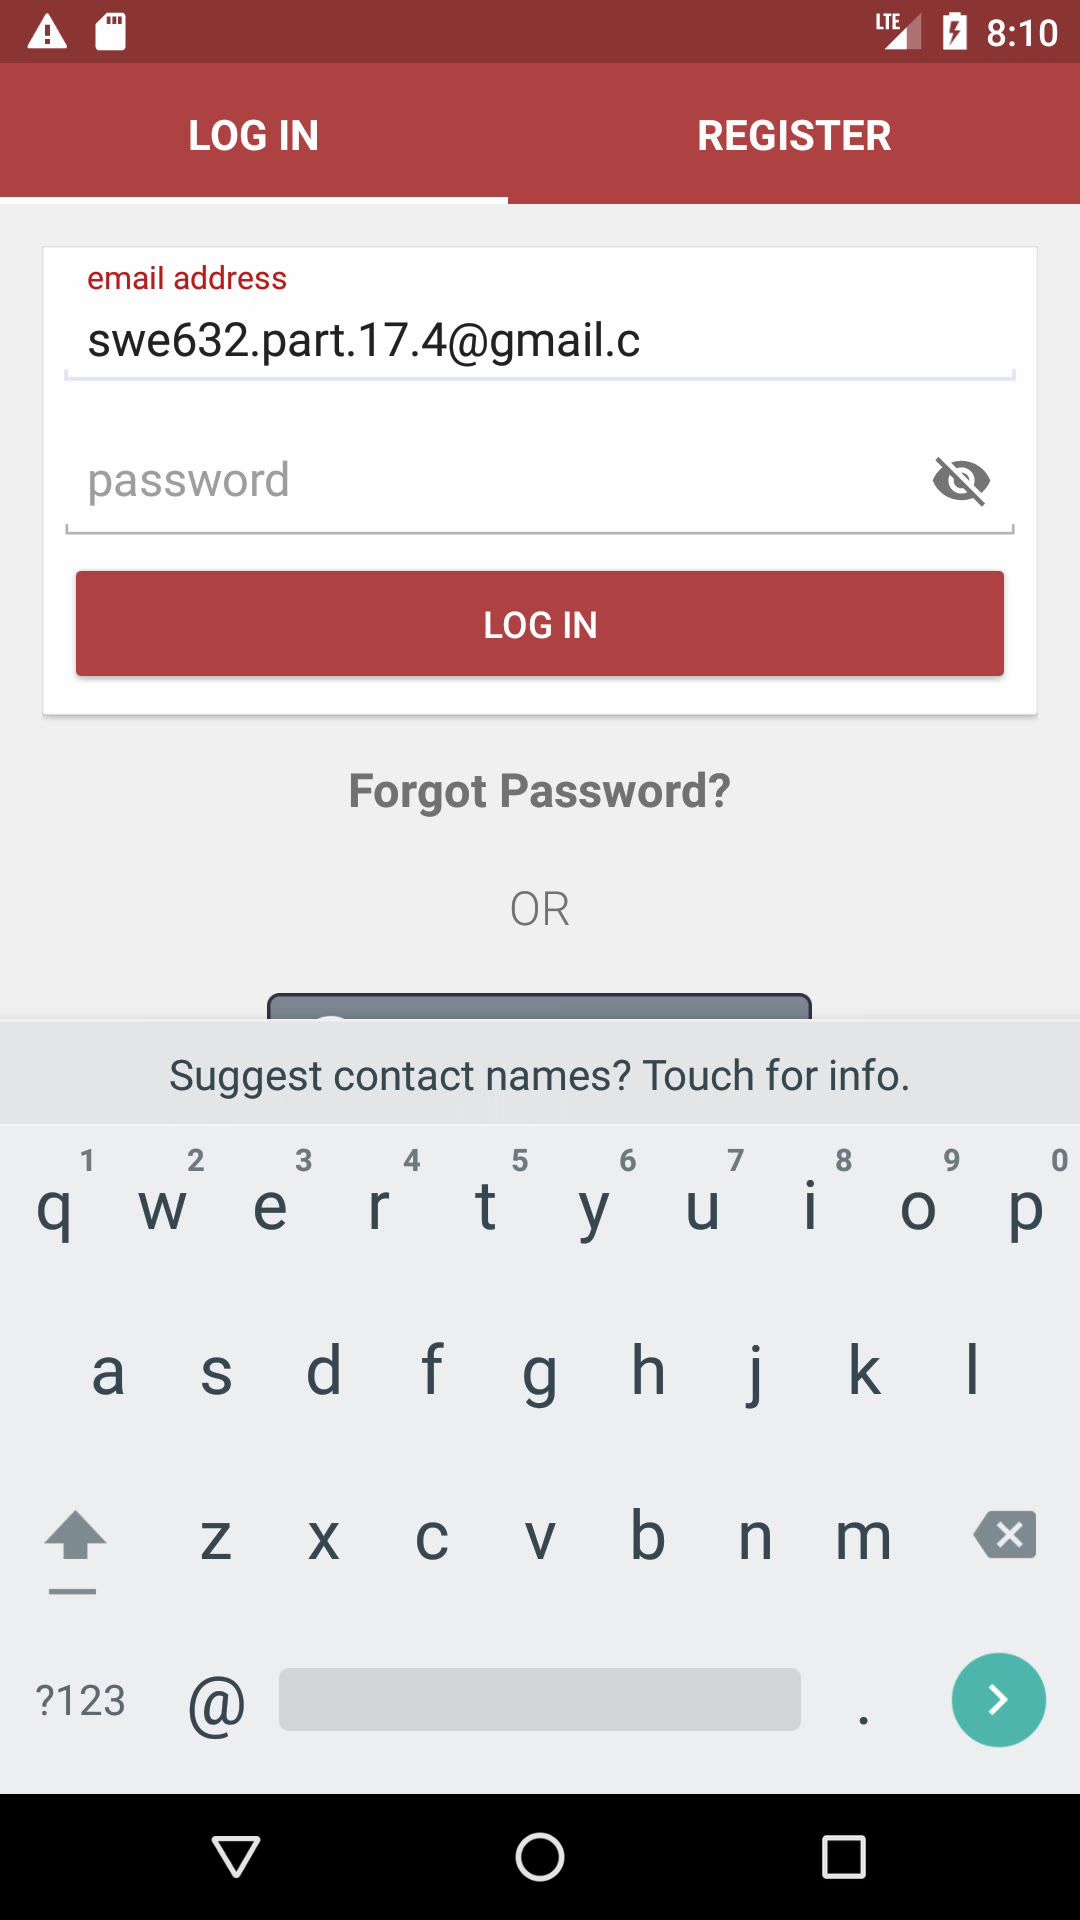 LTE 8:10
LOG IN REGISTER
email address
swe632.part.17.4@gmail.c
password
LOG IN
Forgot Password?
OR
Suggest contact names? Touch for info.
1 2 3 4 5 6 7 8 9 0
q w e r t y u i o p
a s d f g h j k l
z x c v b n m
?123 @ .